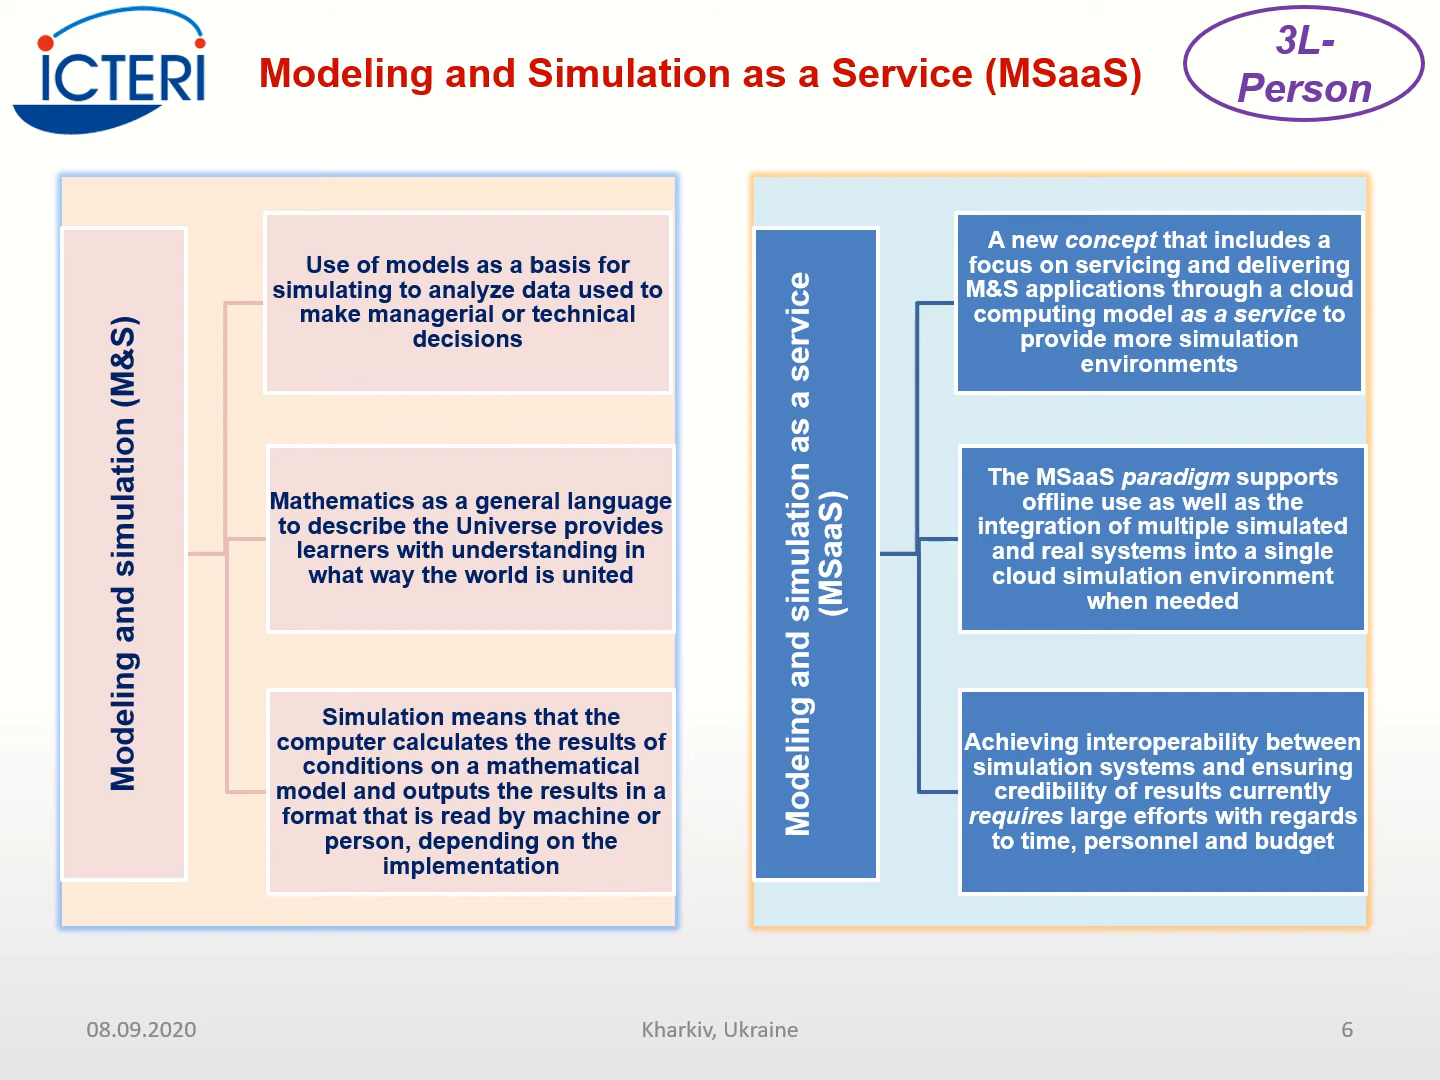 ICTERI
Modeling and Simulation as a Service (MSaaS)
3L-
Person
Modeling and simulation (M&S)
Use of models as a basis for
simulating to analyze data used to
make managerial or technical
decisions
Mathematics as a general language
to describe the Universe provides
learners with understanding in
what way the world is united
Simulation means that the
computer calculates the results of
conditions on a mathematical
model and outputs the results in a
format that is read by machine or
person, depending on the
implementation
Modeling and simulation as a service
(MSaaS)
A new concept that includes a
focus on servicing and delivering
M&S applications through a cloud
computing model as a service to
provide more simulation
environments
The MSaaS paradigm supports
offline use as well as the
integration of multiple simulated
and real systems into a single
cloud simulation environment
when needed
Achieving interoperability between
simulation systems and ensuring
credibility of results currently
requires large efforts with regards
to time, personnel and budget
08.09.2020
Kharkiv, Ukraine
6